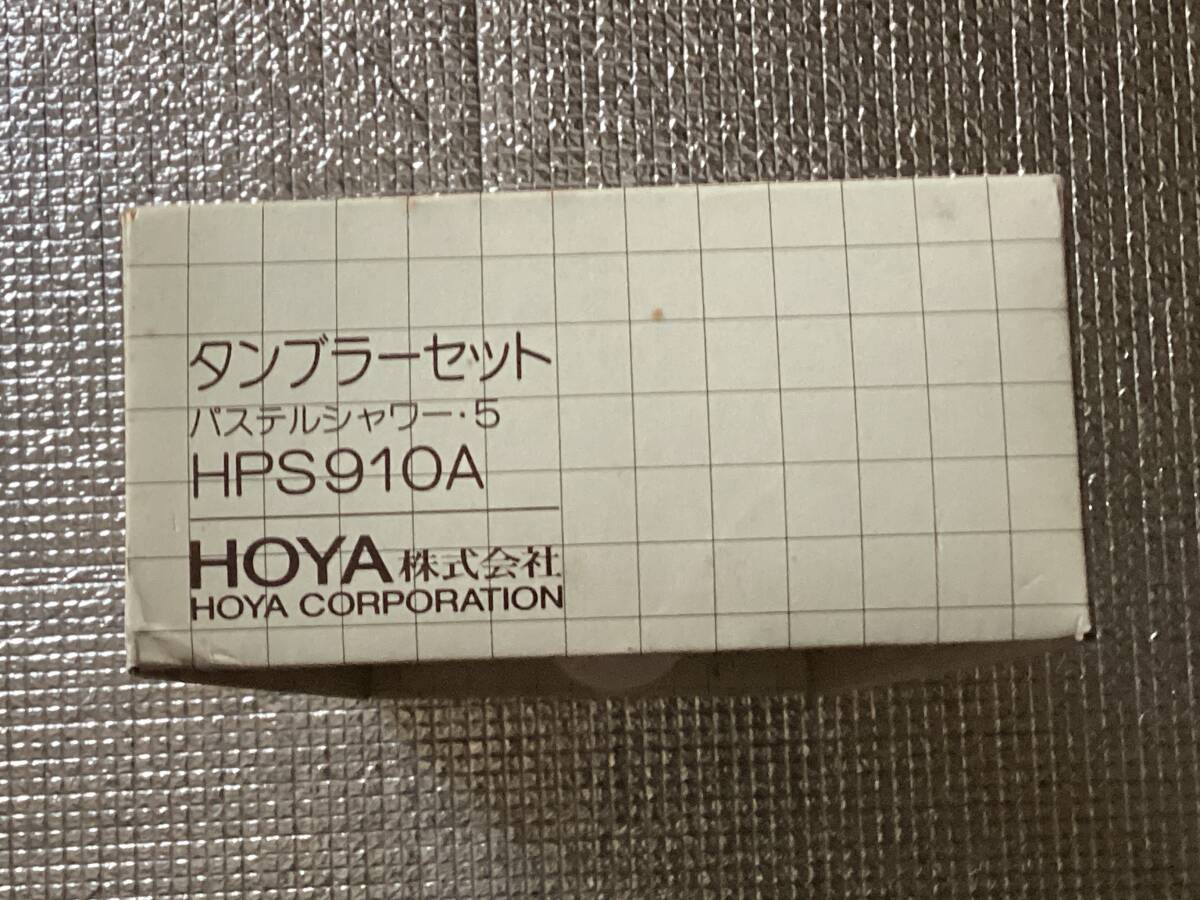 タンブラーセット
パステルシャワー・5
HPS910A
HOYA株式会社
HOYA CORPORATION